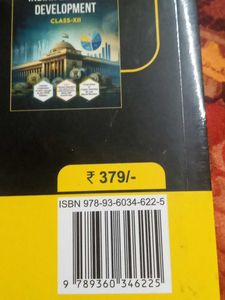 DEVELOPMENT
CLASS-XII
₹ 379/-
ISBN 978-93-6034-622-5
9 789360 346225